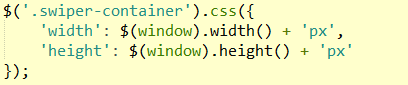 $('.swiper-container').css({
    'width': $(window).width() + 'px',
    'height': $(window).height() + 'px'
});